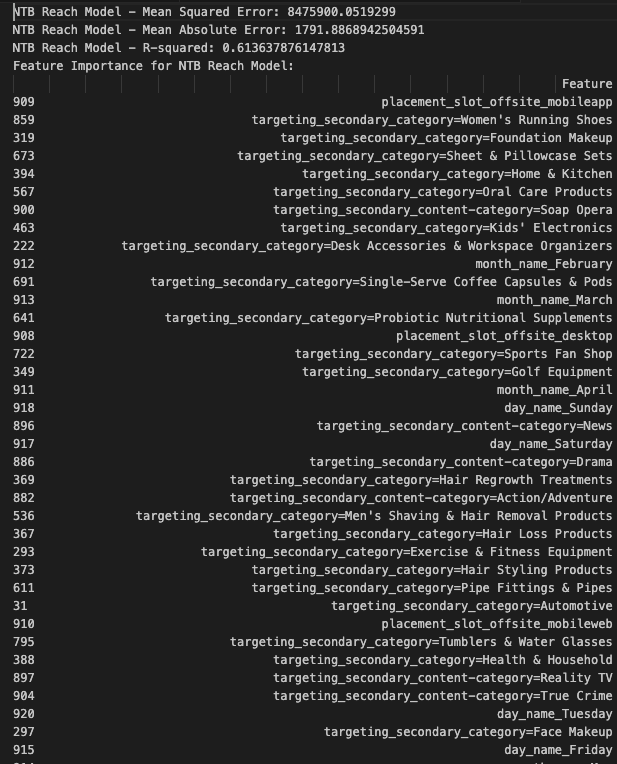 NTB Reach Model - Mean Squared Error: 8475900.0519299
NTB Reach Model - Mean Absolute Error: 1791.8868942504591
NTB Reach Model - R-squared: 0.613637876147813
Feature Importance for NTB Reach Model:
Feature
909 placement_slot_offsite_mobileapp
859 targeting_secondary_category=Women's Running Shoes
319 targeting_secondary_category=Foundation Makeup
673 targeting_secondary_category=Sheet & Pillowcase Sets
394 targeting_secondary_category=Home & Kitchen
567 targeting_secondary_category=Oral Care Products
900 targeting_secondary_content-category=Soap Opera
463 targeting_secondary_category=Kids' Electronics
222 targeting_secondary_category=Desk Accessories & Workspace Organizers
912 month_name_February
691 targeting_secondary_category=Single-Serve Coffee Capsules & Pods
913 month_name_March
641 targeting_secondary_category=Probiotic Nutritional Supplements
908 placement_slot_offsite_desktop
722 targeting_secondary_category=Sports Fan Shop
349 targeting_secondary_category=Golf Equipment
911 month_name_April
918 day_name_Sunday
896 targeting_secondary_content-category=News
917 day_name_Saturday
886 targeting_secondary_content-category=Drama
369 targeting_secondary_category=Hair Regrowth Treatments
882 targeting_secondary_content-category=Action/Adventure
536 targeting_secondary_category=Men's Shaving & Hair Removal Products
367 targeting_secondary_category=Hair Loss Products
293 targeting_secondary_category=Exercise & Fitness Equipment
373 targeting_secondary_category=Hair Styling Products
611 targeting_secondary_category=Pipe Fittings & Pipes
31 targeting_secondary_category=Automotive
910 placement_slot_offsite_mobileweb
795 targeting_secondary_category=Tumblers & Water Glasses
388 targeting_secondary_category=Health & Household
897 targeting_secondary_content-category=Reality TV
904 targeting_secondary_content-category=True Crime
920 day_name_Tuesday
297 targeting_secondary_category=Face Makeup
915 day_name_Friday